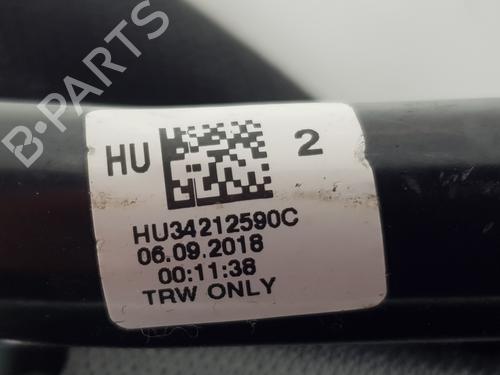 B-PARTS
HU 2
HU34212590C
06.09.2018
00:11:38
TRW ONLY